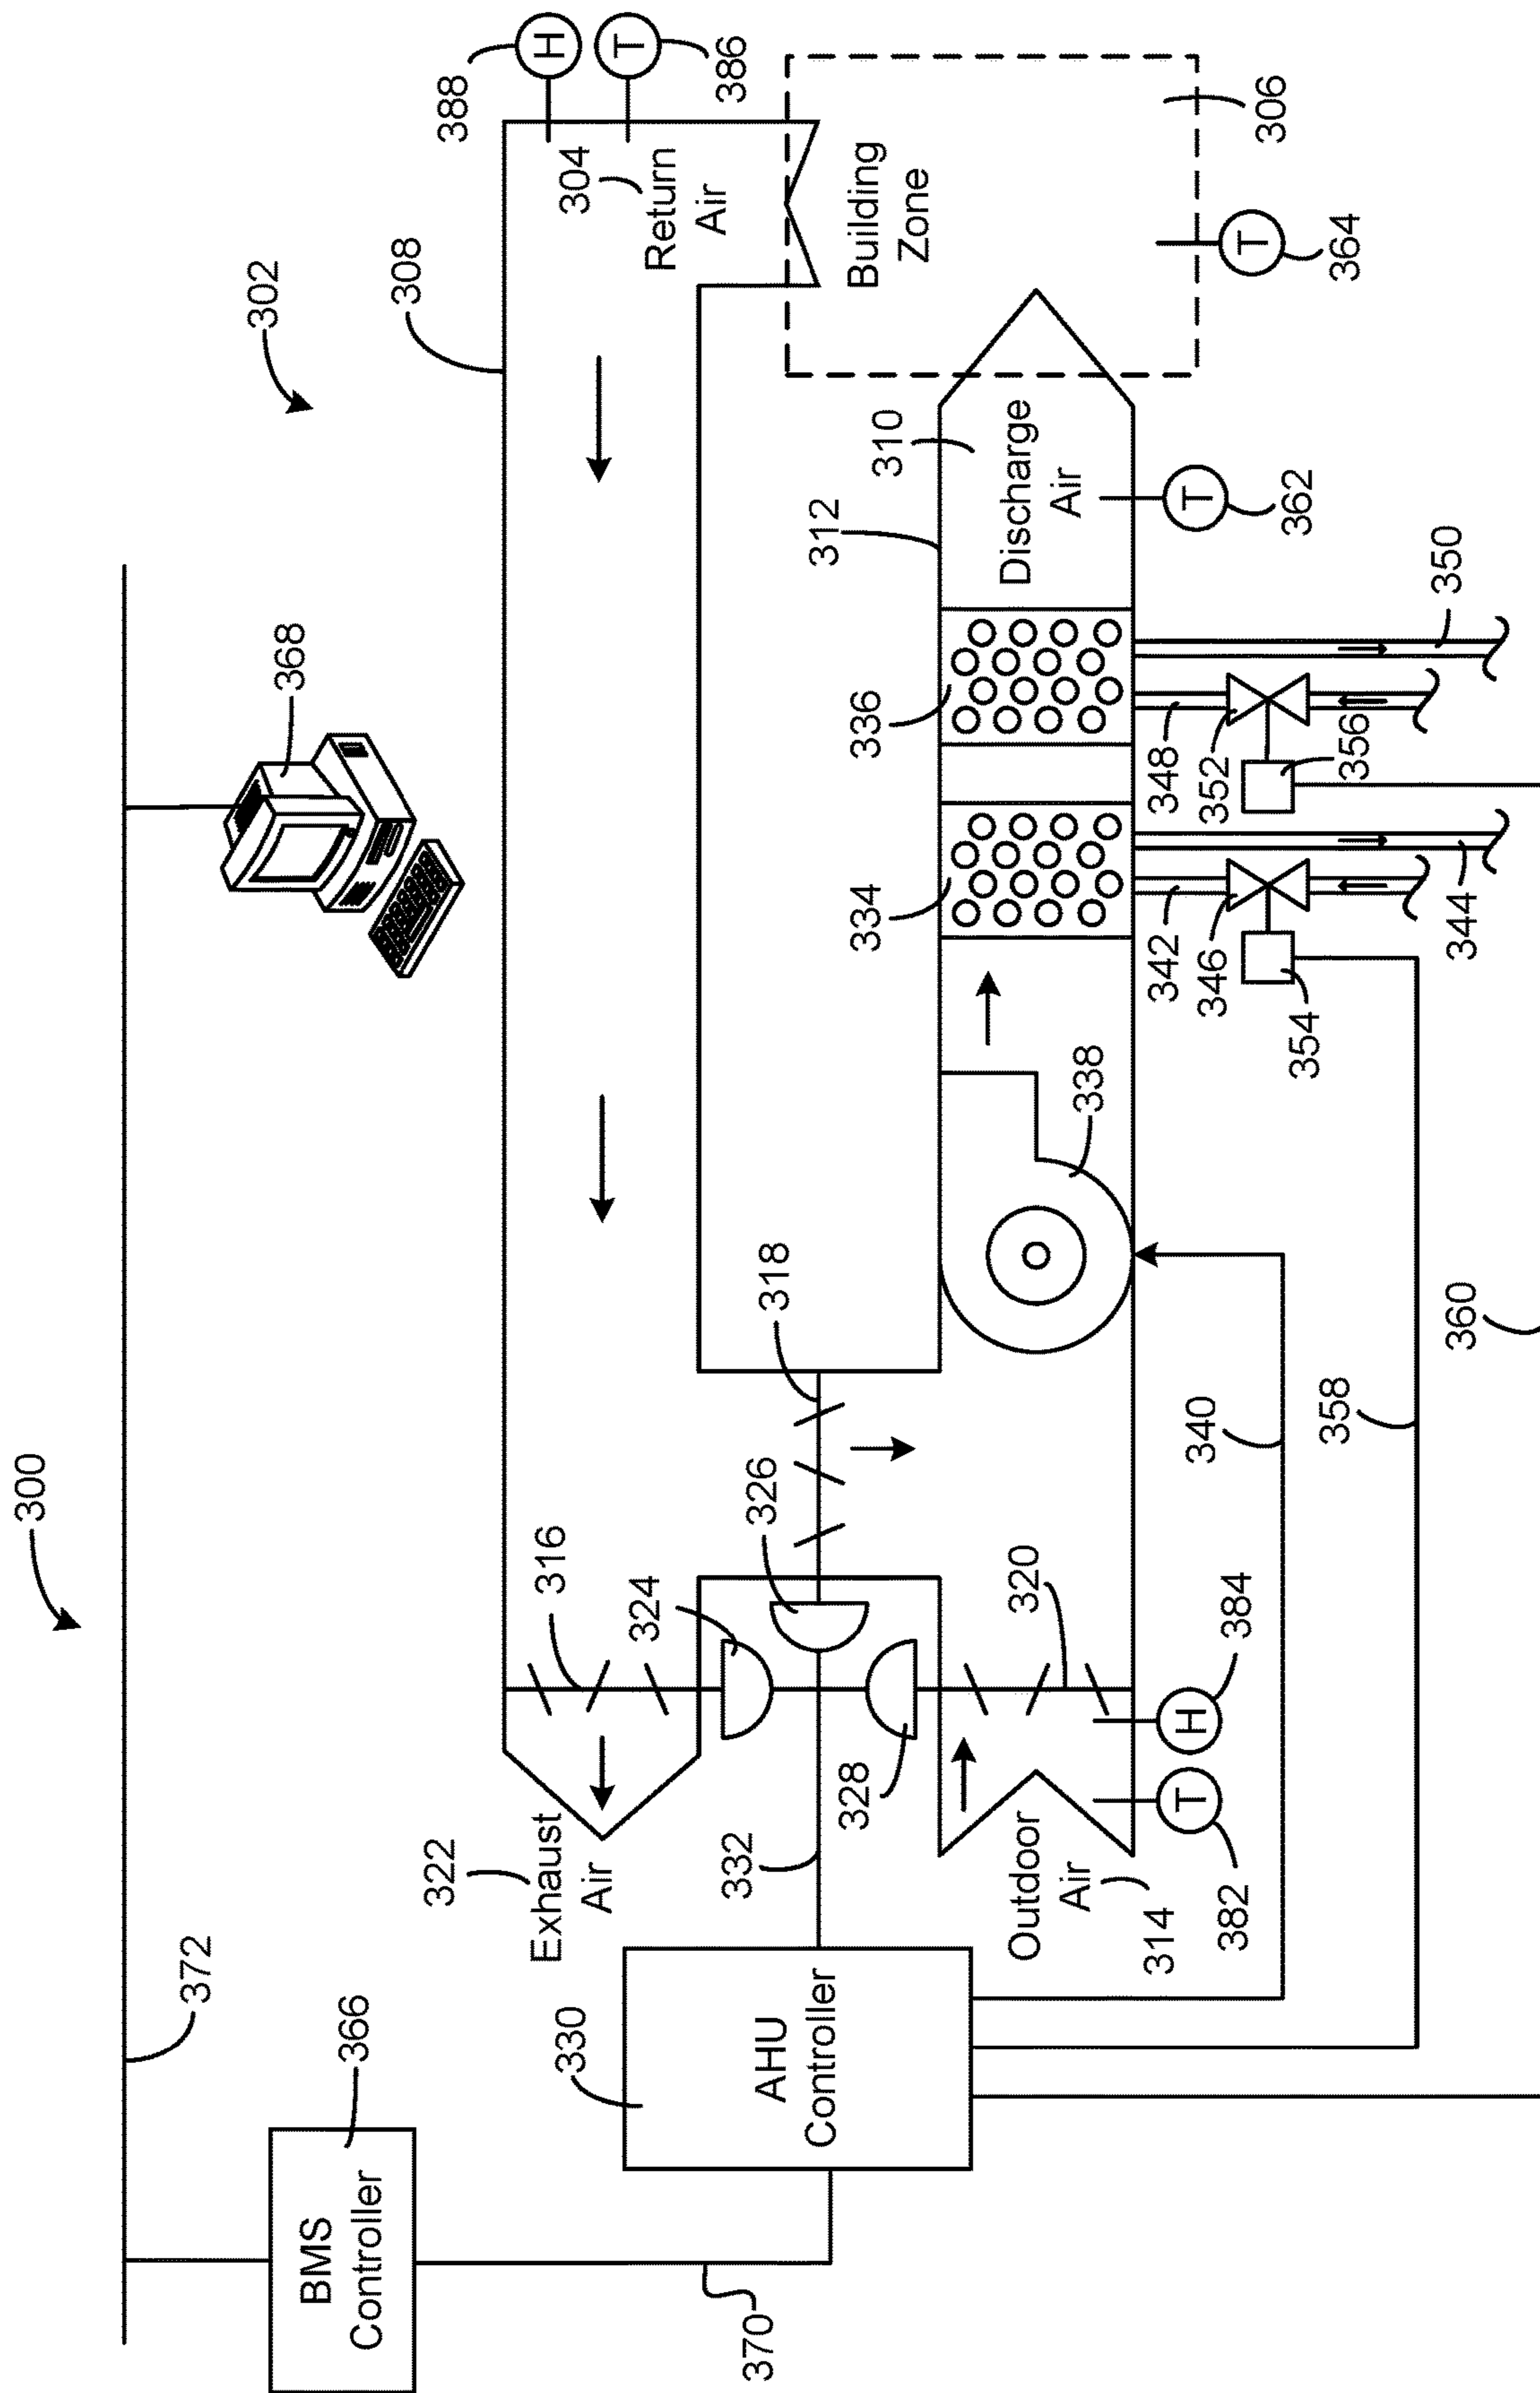 300
372
368
302
BMS
Controller
366
370
308
388
H
T
386
304
Return
Air
322
Exhaust
Air
316
324
326
318
330
AHU
Controller
332
328
Building
Zone
306
T
364
312
310
Discharge
Air
T
362
334
336
338
Outdoor
Air
314
320
T
382
H
384
340
342
346
354
344
348
352
356
350
358
360